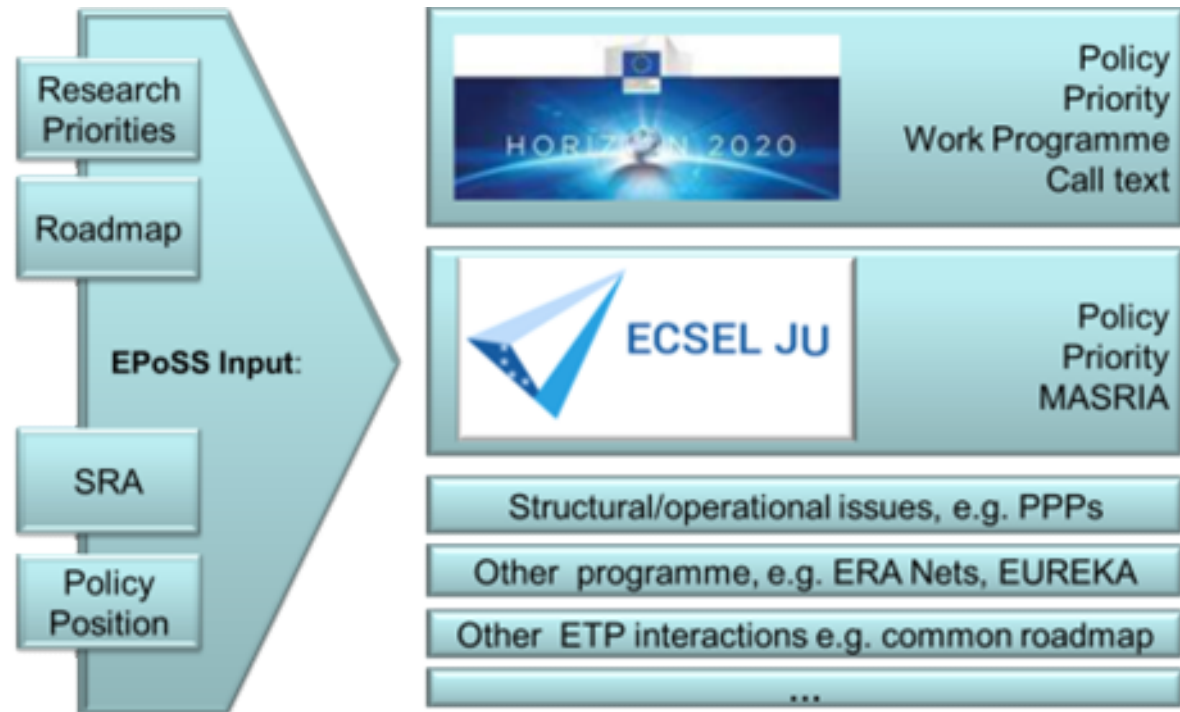 Research
Priorities
Roadmap
EPoSS Input:
SRA
Policy
Position
HORIZON 2020
Policy
Priority
Work Programme
Call text
ECSEL JU
Policy
Priority
MASRIA
Structural/operational issues, e.g. PPPs
Other programme, e.g. ERA Nets, EUREKA
Other ETP interactions e.g. common roadmap
...